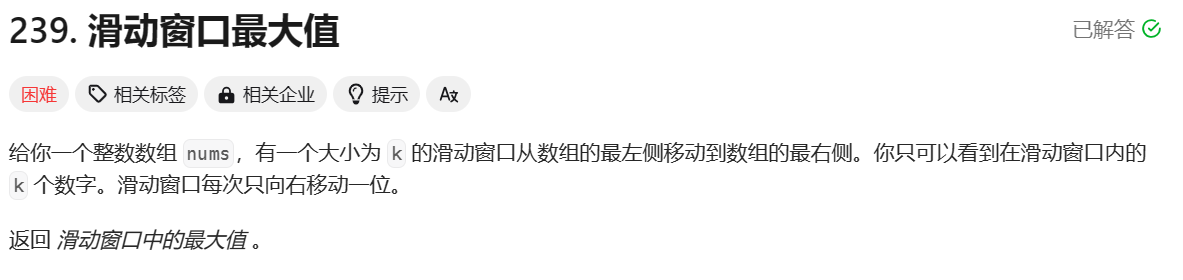 239. 滑动窗口最大值
已解答
困难 相关标签 相关企业 提示 A文
给你一个整数数组 nums，有一个大小为 k 的滑动窗口从数组的最左侧移动到数组的最右侧。你只可以看到在滑动窗口内的
k 个数字。滑动窗口每次只向右移动一位。
返回 滑动窗口中的最大值 。